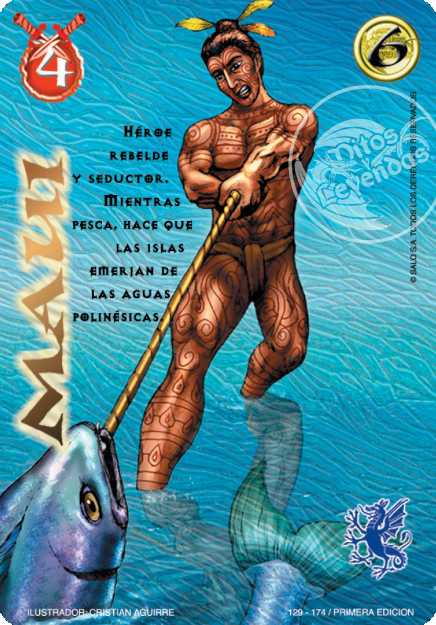 4
6
MAUI
Héroe
rebelde
y seductor.
Mientras
pesca, hace que
las islas
emerjan de
las aguas
polinésicas.
Mitos
y
Leyendas
© SALO S.A. TODOS LOS DERECHOS RESERVADOS
ILUSTRADOR: CRISTIAN AGUIRRE
129 - 174 / PRIMERA EDICION